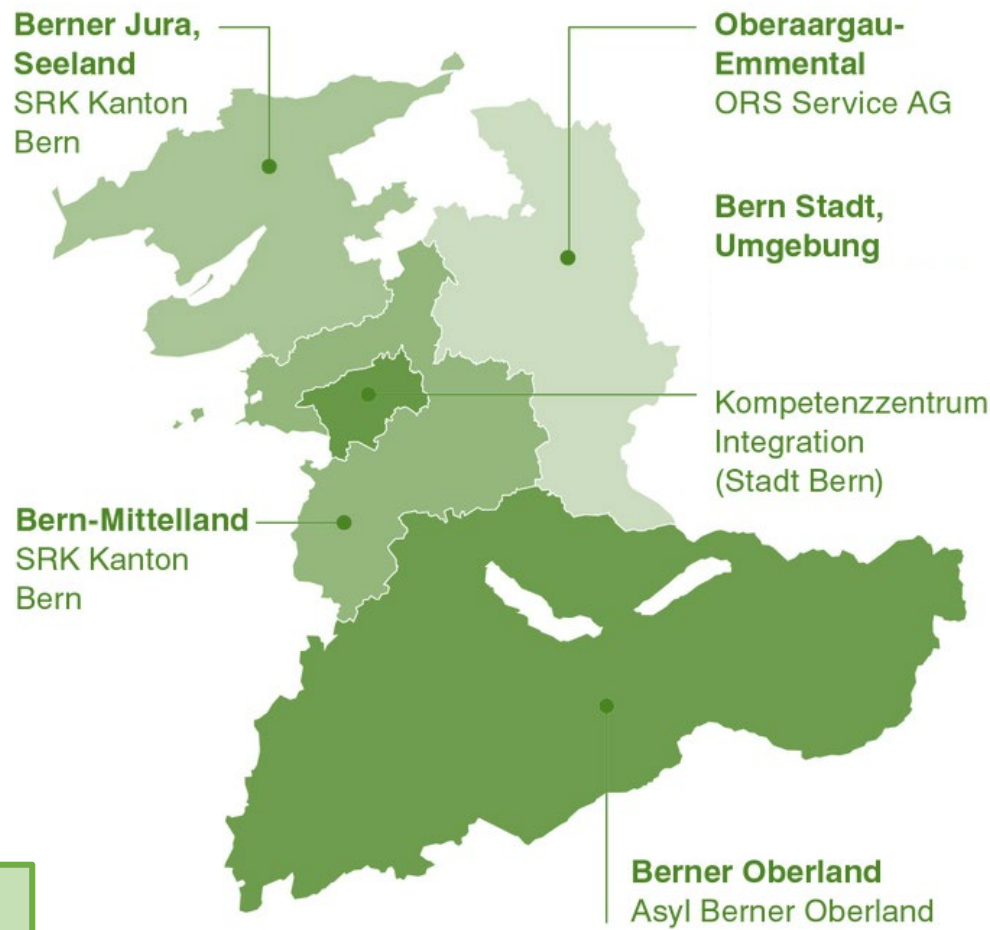 Berner Jura,
Seeland
SRK Kanton
Bern
Oberaargau-
Emmental
ORS Service AG
Bern Stadt,
Umgebung
Kompetenzzentrum
Integration
(Stadt Bern)
Bern-Mittelland
SRK Kanton
Bern
Berner Oberland
Asyl Berner Oberland